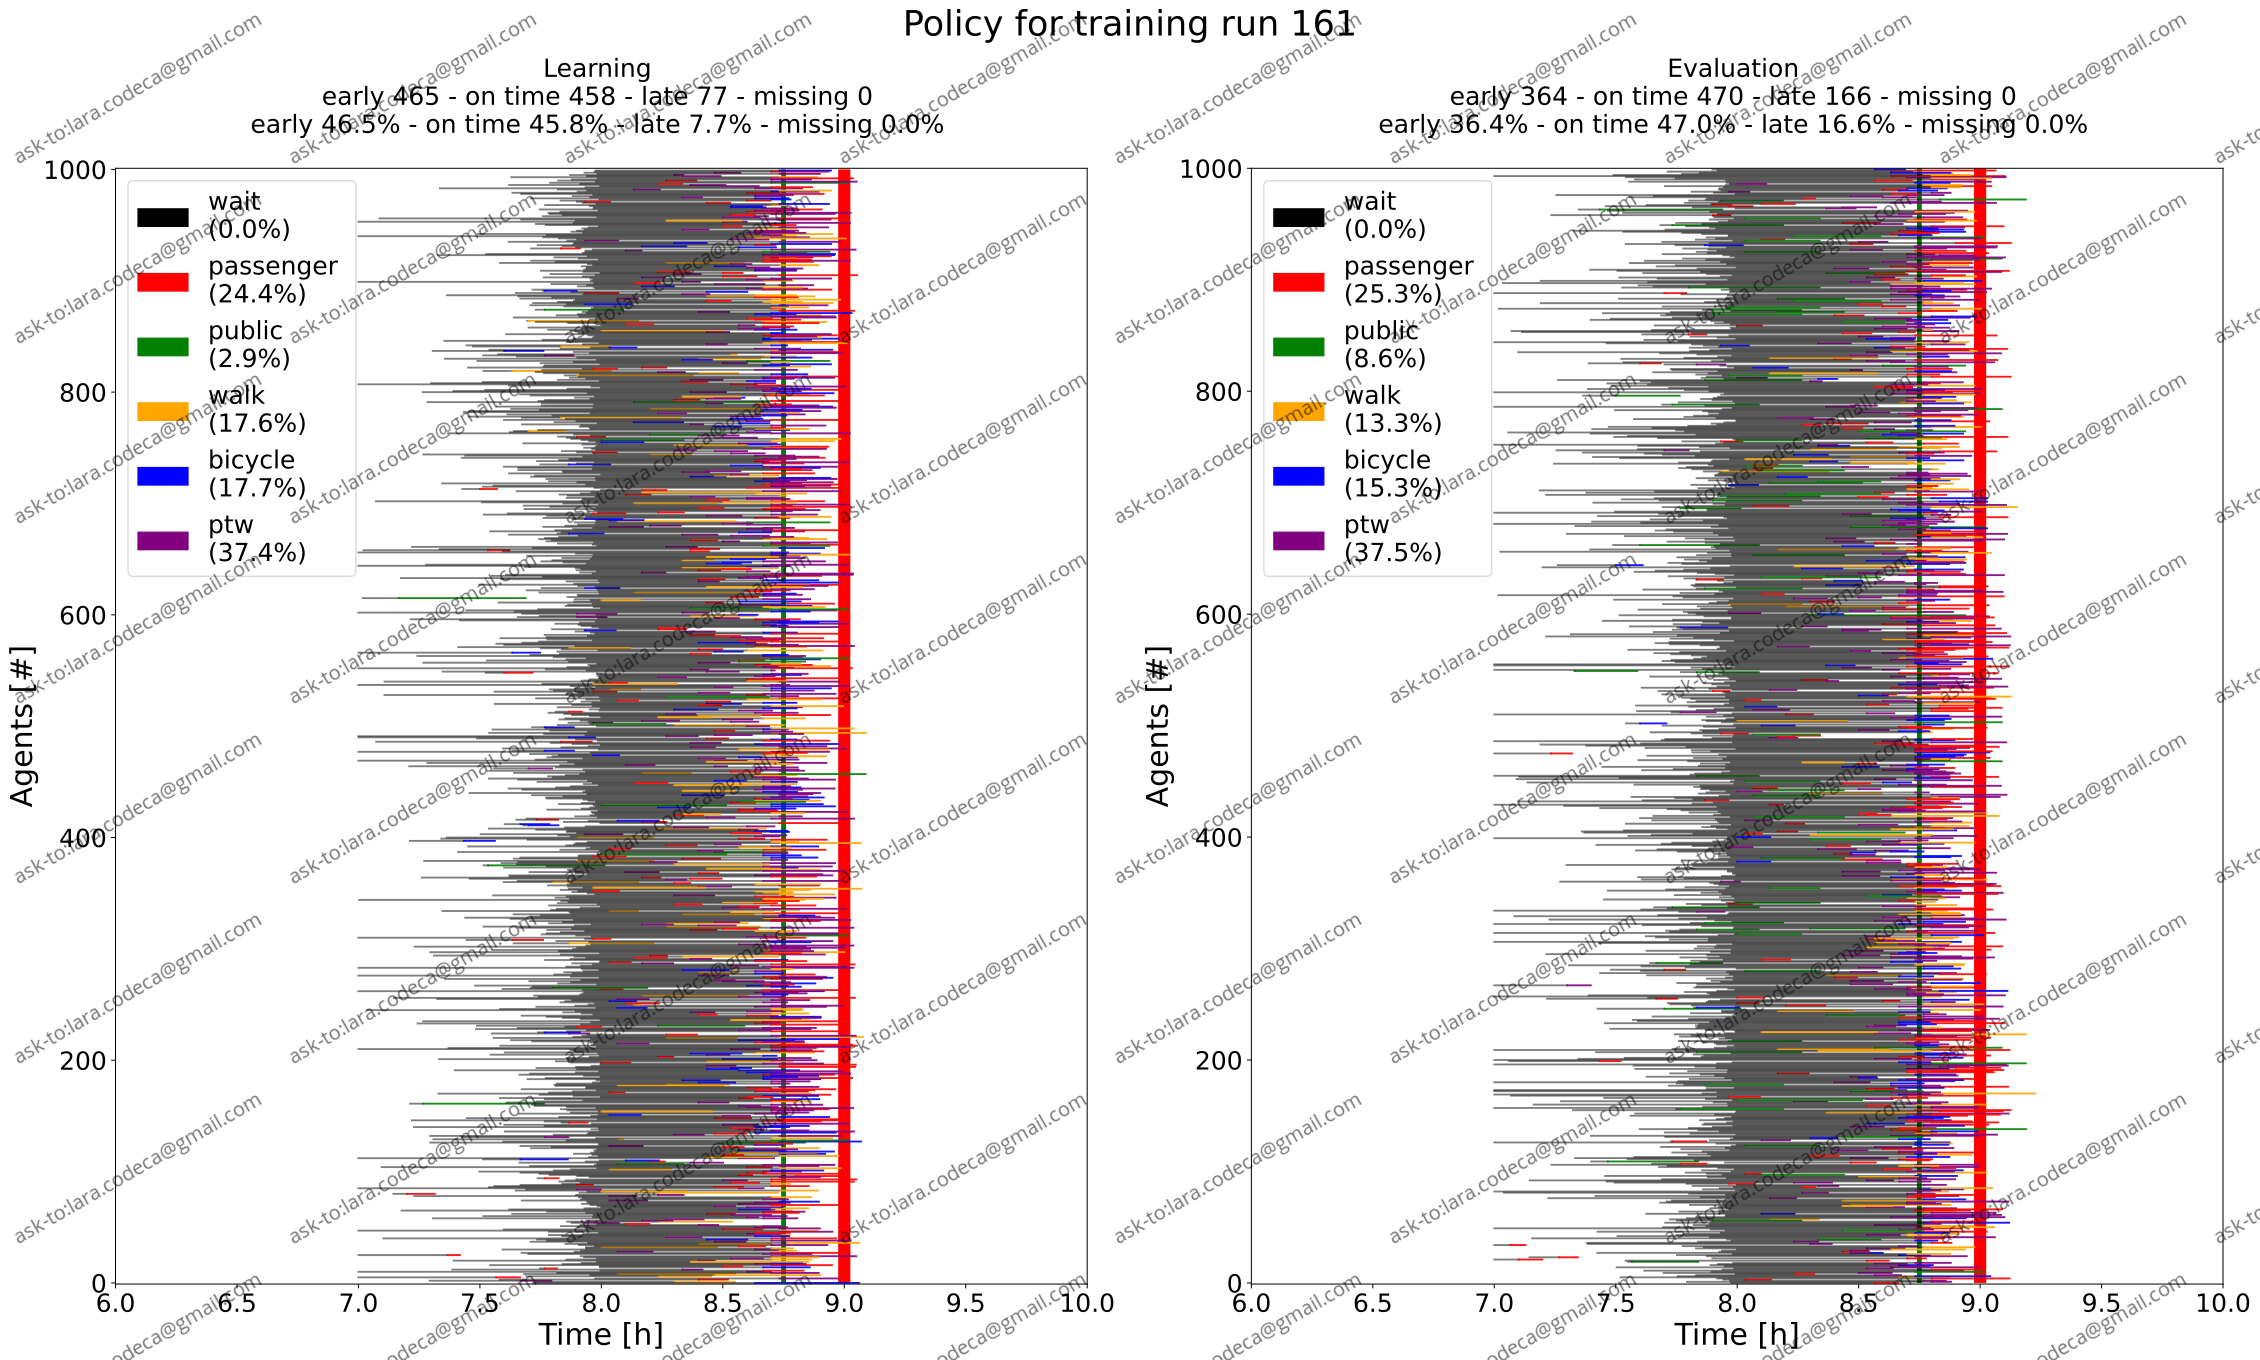 Policy for training run 161
Learning
early 465 - on time 458 - late 77 - missing 0
early 46.5% - on time 45.8% - late 7.7% - missing 0.0%
1000
800
600
400
200
0
Agents [#]
wait
(0.0%)
passenger
(24.4%)
public
(2.9%)
walk
(17.6%)
bicycle
(17.7%)
ptw
(37.4%)
6.0 6.5 7.0 7.5 8.0 8.5 9.0 9.5 10.0
Time [h]
Evaluation
early 364 - on time 470 - late 166 - missing 0
early 36.4% - on time 47.0% - late 16.6% - missing 0.0%
1000
800
600
400
200
0
Agents [#]
wait
(0.0%)
passenger
(25.3%)
public
(8.6%)
walk
(13.3%)
bicycle
(15.3%)
ptw
(37.5%)
6.0 6.5 7.0 7.5 8.0 8.5 9.0 9.5 10.0
Time [h]
ask-to:lara.codeca@gmail.com